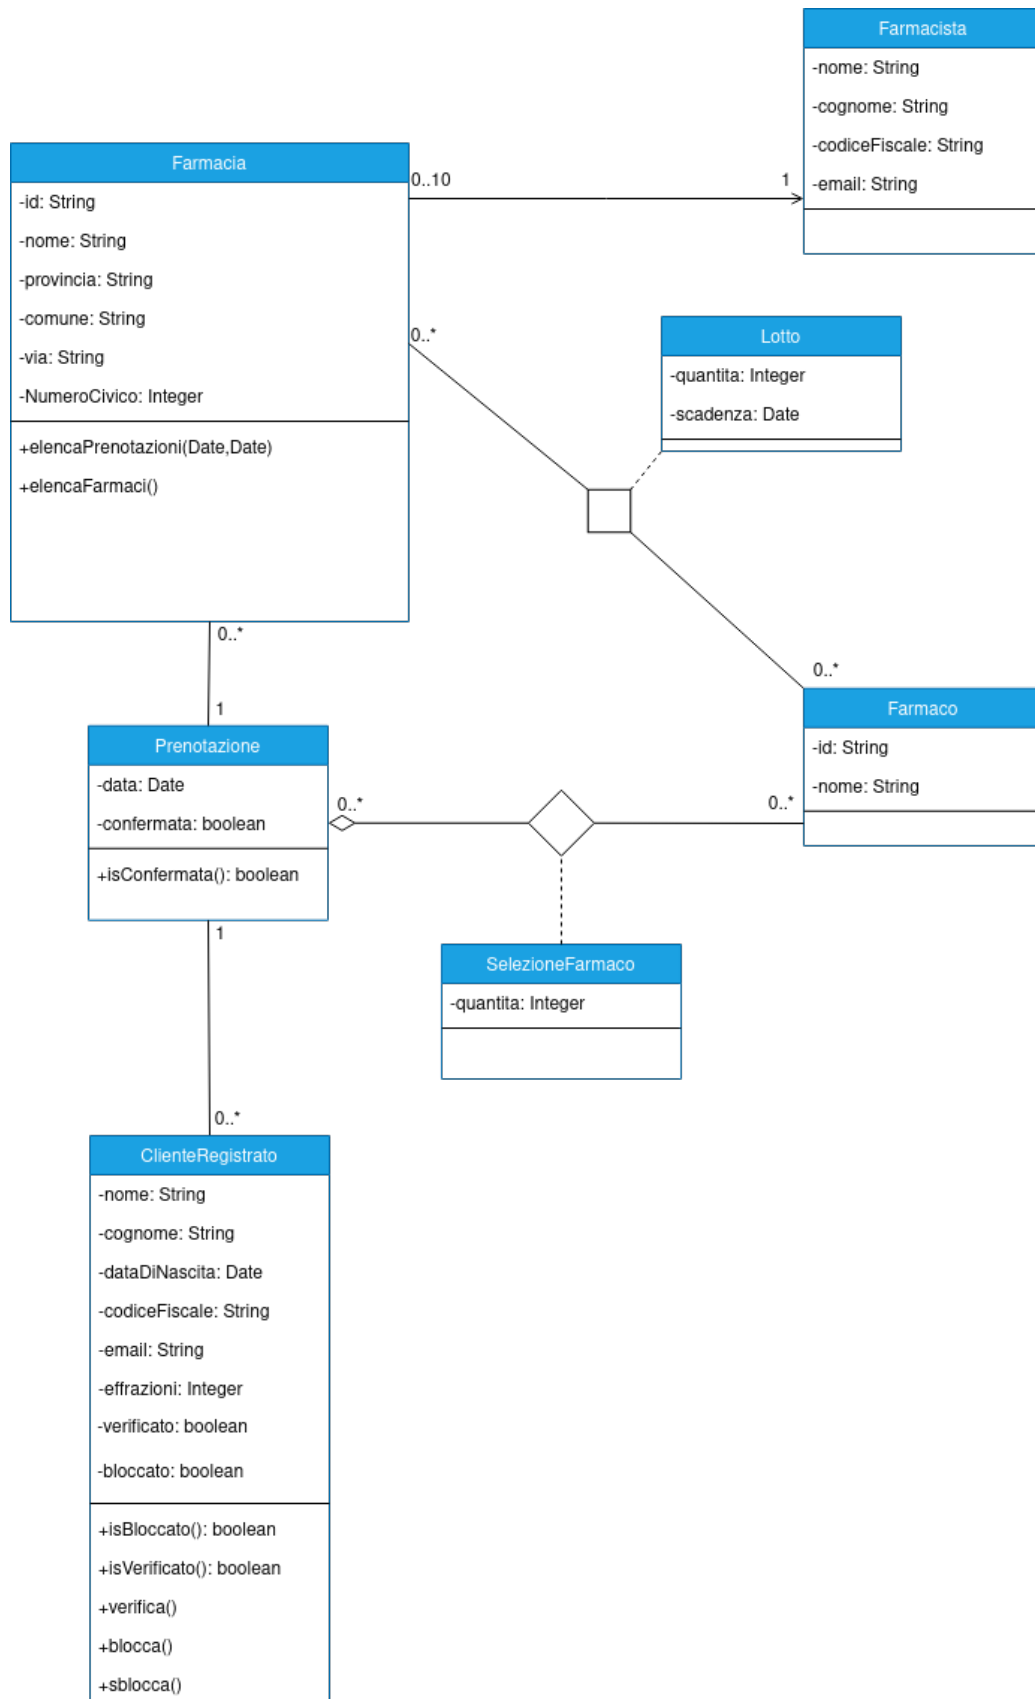 Farmacista
-nome: String
-cognome: String
-codiceFiscale: String
-email: String
Farmacia
-id: String
-nome: String
-provincia: String
-comune: String
-via: String
-NumeroCivico: Integer
+elencaPrenotazioni(Date,Date)
+elencaFarmaci()
0..10
1
0..*
Lotto
-quantita: Integer
-scadenza: Date
0..*
1
0..*
Farmaco
-id: String
-nome: String
Prenotazione
-data: Date
-confermata: boolean
+isConfermata(): boolean
0..*
0..*
SelezioneFarmaco
-quantita: Integer
1
0..*
ClienteRegistrato
-nome: String
-cognome: String
-dataDiNascita: Date
-codiceFiscale: String
-email: String
-effrazioni: Integer
-verificato: boolean
-bloccato: boolean
+isBloccato(): boolean
+isVerificato(): boolean
+verifica()
+blocca()
+sblocca()